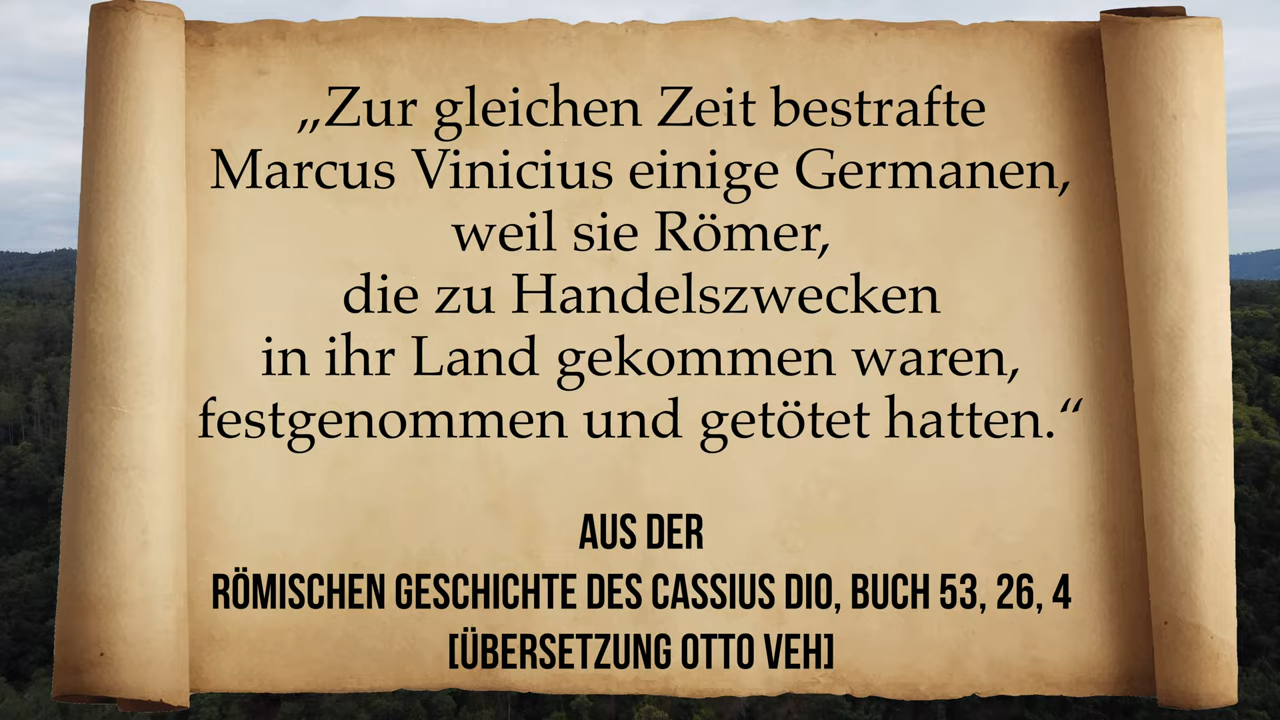 „Zur gleichen Zeit bestrafte
Marcus Vinicius einige Germanen,
weil sie Römer,
die zu Handelszwecken
in ihr Land gekommen waren,
festgenommen und getötet hatten.“
AUS DER
RÖMISCHEN GESCHICHTE DES CASSIUS DIO, BUCH 53, 26, 4
[ÜBERSETZUNG OTTO VEH]